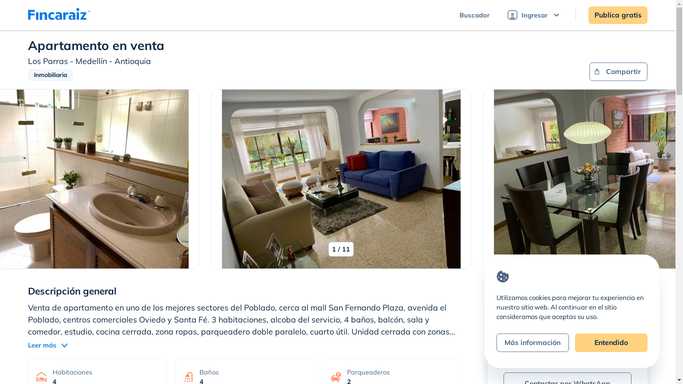 Fincaraiz
Buscador
Ingresar
Publica gratis
Apartamento en venta
Los Parras - Medellín - Antioquia
Inmobiliaria
Compartir
1 / 11
Descripción general
Venta de apartamento en uno de los mejores sectores del Poblado, cerca al mall San Fernando Plaza, avenida el
Poblado, centros comerciales Oviedo y Santa Fé. 3 habitaciones, alcoba del servicio, 4 baños, balcón, sala y
comedor, estudio, cocina cerrada, zona ropas, parqueadero doble paralelo, cuarto útil. Unidad cerrada con zonas...
Leer más
Habitaciones
4
Baños
4
Parqueaderos
2
Utilizamos cookies para mejorar tu experiencia en
nuestro sitio web. Al continuar en el sitio
consideramos que aceptas su uso.
Más información
Entendido
Contactar por WhatsApp